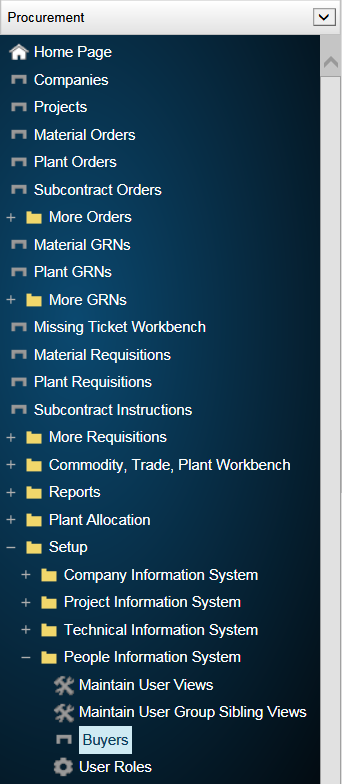 Procurement
Home Page
Companies
Projects
Material Orders
Plant Orders
Subcontract Orders
More Orders
Material GRNs
Plant GRNs
More GRNs
Missing Ticket Workbench
Material Requisitions
Plant Requisitions
Subcontract Instructions
More Requisitions
Commodity, Trade, Plant Workbench
Reports
Plant Allocation
Setup
Company Information System
Project Information System
Technical Information System
People Information System
Maintain User Views
Maintain User Group Sibling Views
Buyers
User Roles